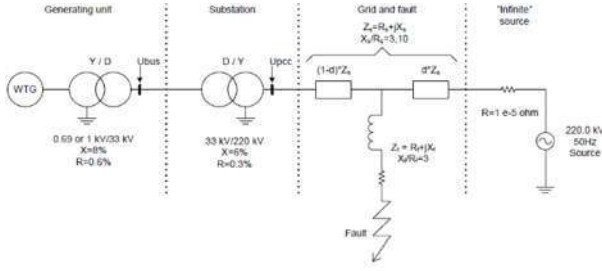 Generating unit
Substation
Grid and fault
"Infinite"
source
Zs=Rs+jXs
Xs/Rs=3,10
Y / D
Ubus
D / Y
Upcc
(1-d)*Zs
d*Zs
WTG
R=1 e-5 ohm
0.69 or 1 kV/33 kV
X=8%
R=0.6%
33 kV/220 kV
X=6%
R=0.3%
Zf = Rf+jXf
Xf/Rf=3
220.0 kV
50Hz
Source
Fault